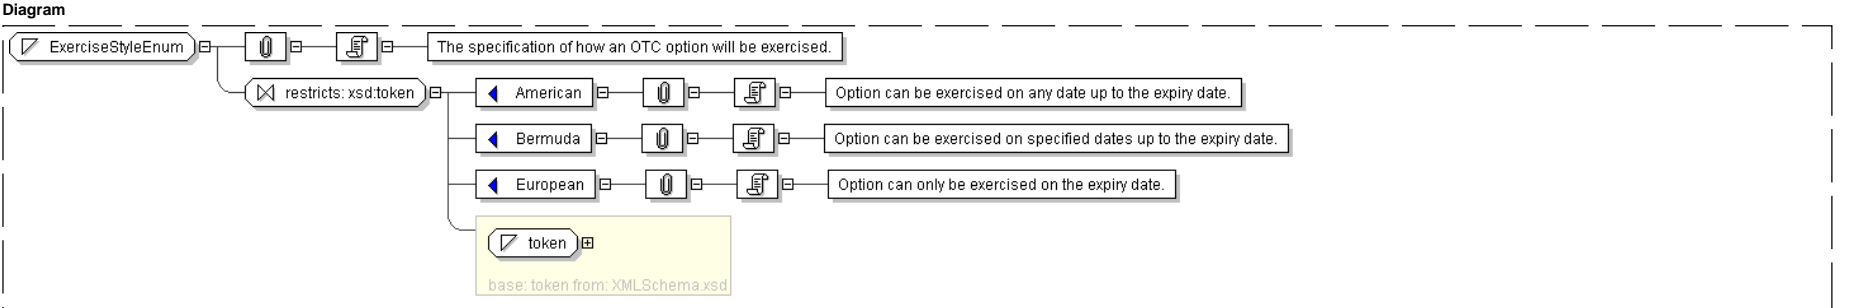 Diagram
ExerciseStyleEnum The specification of how an OTC option will be exercised.
restricts: xsd:token American Option can be exercised on any date up to the expiry date.
Bermuda Option can be exercised on specified dates up to the expiry date.
European Option can only be exercised on the expiry date.
token
base: token from: XMLSchema.xsd